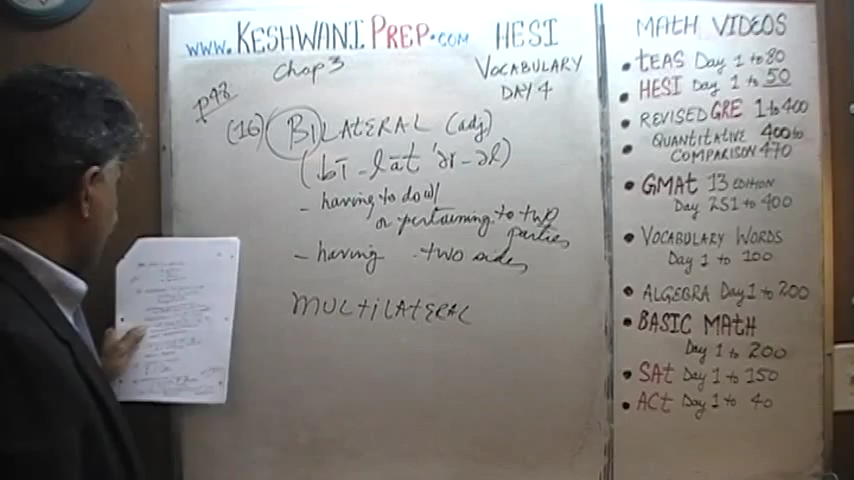 www.KESHWANIPREP.com
HESI
Chap 3
VOCABULARY
DAY 4
p48
(16) BILATERAL (adj)
(bī-lāt'ər-əl)
- having to do w/
or pertaining to two
parties
- having two sides
MULTILATERAL
MATH VIDEOS
• TEAS Day 1 to 80
• HESI Day 1 to 50
• REVISED GRE 1 to 400
• QUANTITATIVE 400 to
COMPARISON 470
• GMAt 13 EDITION
Day 251 to 400
• VOCABULARY WORDS
Day 1 to 100
• ALGEBRA Day 1 to 200
• BASIC MATH
Day 1 to 200
• SAt Day 1 to 150
• ACt Day 1 to 40